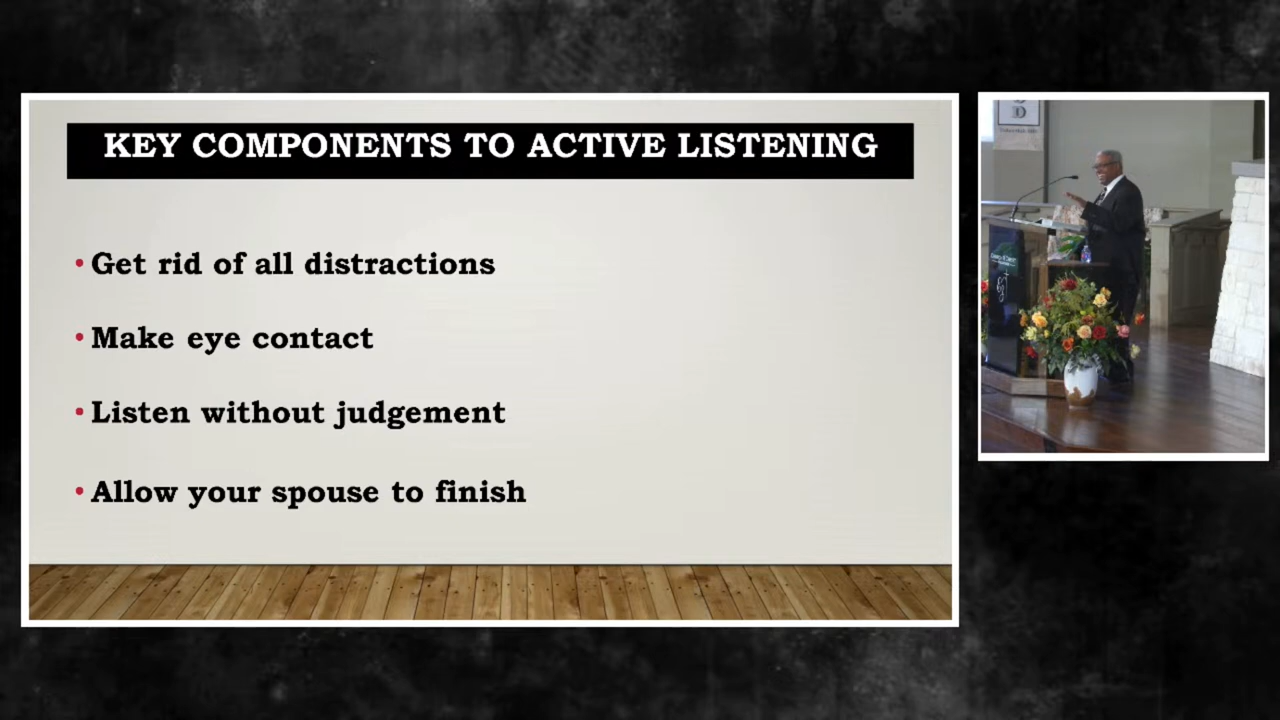 KEY COMPONENTS TO ACTIVE LISTENING
• Get rid of all distractions
• Make eye contact
• Listen without judgement
• Allow your spouse to finish
D